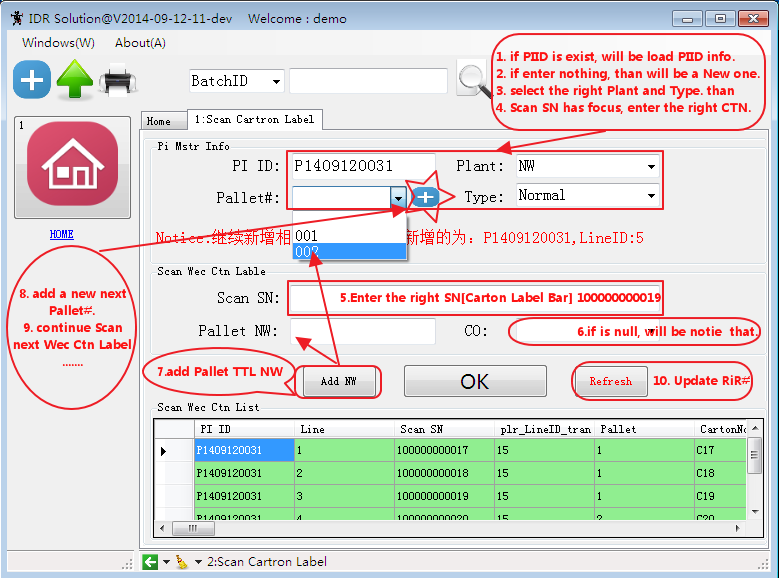 IDR Solution@V2014-09-12-11-dev Welcome : demo
Windows(W) About(A)
BatchID
1. if PIID is exist, will be load PIID info.
2. if enter nothing, than will be a New one.
3. select the right Plant and Type. than
4. Scan SN has focus, enter the right CTN.
1
HOME
Home 1:Scan Cartron Label
Pi Mstr Info
PI ID: P1409120031 Plant: NW
Pallet#: Type: Normal
001
002
Notice:继续新增相 新增的为: P1409120031,LineID:5
8. add a new next
Pallet#.
9. continue Scan
next Wec Ctn Label
.......
Scan Wec Ctn Lable
Scan SN: 5.Enter the right SN[Carton Label Bar] 100000000019
Pallet NW: CO: 6.if is null, will be notie that.
7.add Pallet TTL NW
Add NW OK Refresh 10. Update RiR#
Scan Wec Ctn List
PI ID Line Scan SN plr_LineID_tran Pallet CartonNo
P1409120031 1 100000000017 15 1 C17
P1409120031 2 100000000018 15 1 C18
P1409120031 3 100000000019 15 1 C19
P1409120031 4 100000000020 15 2 C20
2:Scan Cartron Label